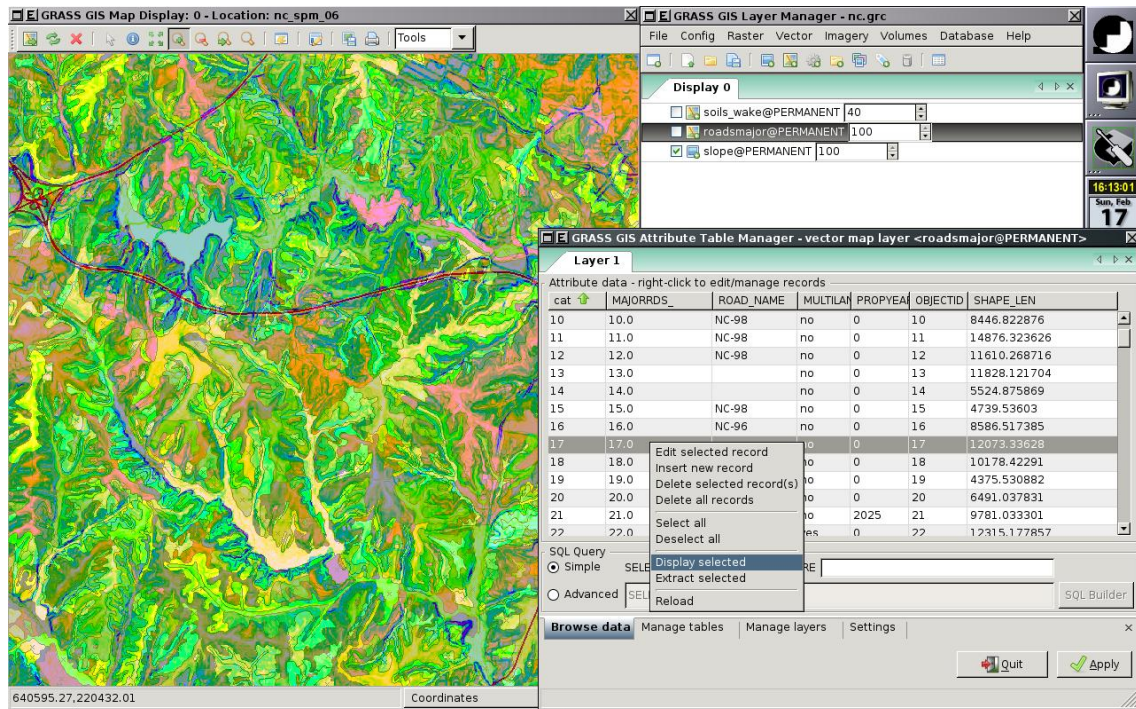 GRASS GIS Map Display: 0 - Location: nc_spm_06
Tools
640595.27,220432.01
Coordinates
GRASS GIS Layer Manager - nc.grc
File Config Raster Vector Imagery Volumes Database Help
Display 0
soils_wake@PERMANENT 40
roadsmajor@PERMANENT 100
slope@PERMANENT 100
16:13:01
Sun, Feb
17
GRASS GIS Attribute Table Manager - vector map layer <roadsmajor@PERMANENT>
Layer 1
Attribute data - right-click to edit/manage records
cat MAJORRDS_ ROAD_NAME MULTILAN PROPYEAR OBJECTID SHAPE_LEN
10 10.0 NC-98 no 0 10 8446.822876
11 11.0 NC-98 no 0 11 14876.323626
12 12.0 NC-98 no 0 12 11610.268716
13 13.0 no 0 13 11828.121704
14 14.0 no 0 14 5524.875869
15 15.0 NC-98 no 0 15 4739.53603
16 16.0 NC-96 no 0 16 8586.517385
17 17.0 no 0 17 12073.33628
18 18.0 no 0 18 10178.42291
19 19.0 no 0 19 4375.530882
20 20.0 no 0 20 6491.037831
21 21.0 no 2025 21 9781.033301
22 22.0 yes 0 22 12315.177857
Edit selected record
Insert new record
Delete selected record(s)
Delete all records
Select all
Deselect all
Display selected
Extract selected
Reload
SQL Query
Simple SELE RE
Advanced SEL SQL Builder
Browse data Manage tables Manage layers Settings
Quit Apply